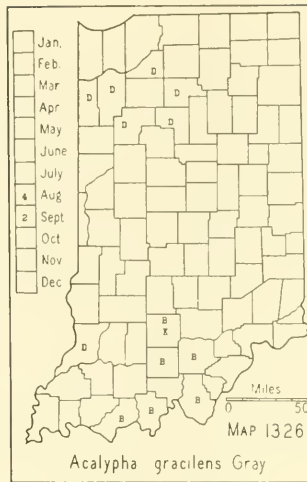 Jan.
Feb.
Mar
Apr
May
June
July
4 Aug
2 Sept
Oct
Nov
Dec
D
D D D
D D
B
K
D B
B B
B
B B
Miles
0 50
MAP 1326
Acalypha gracilens Gray